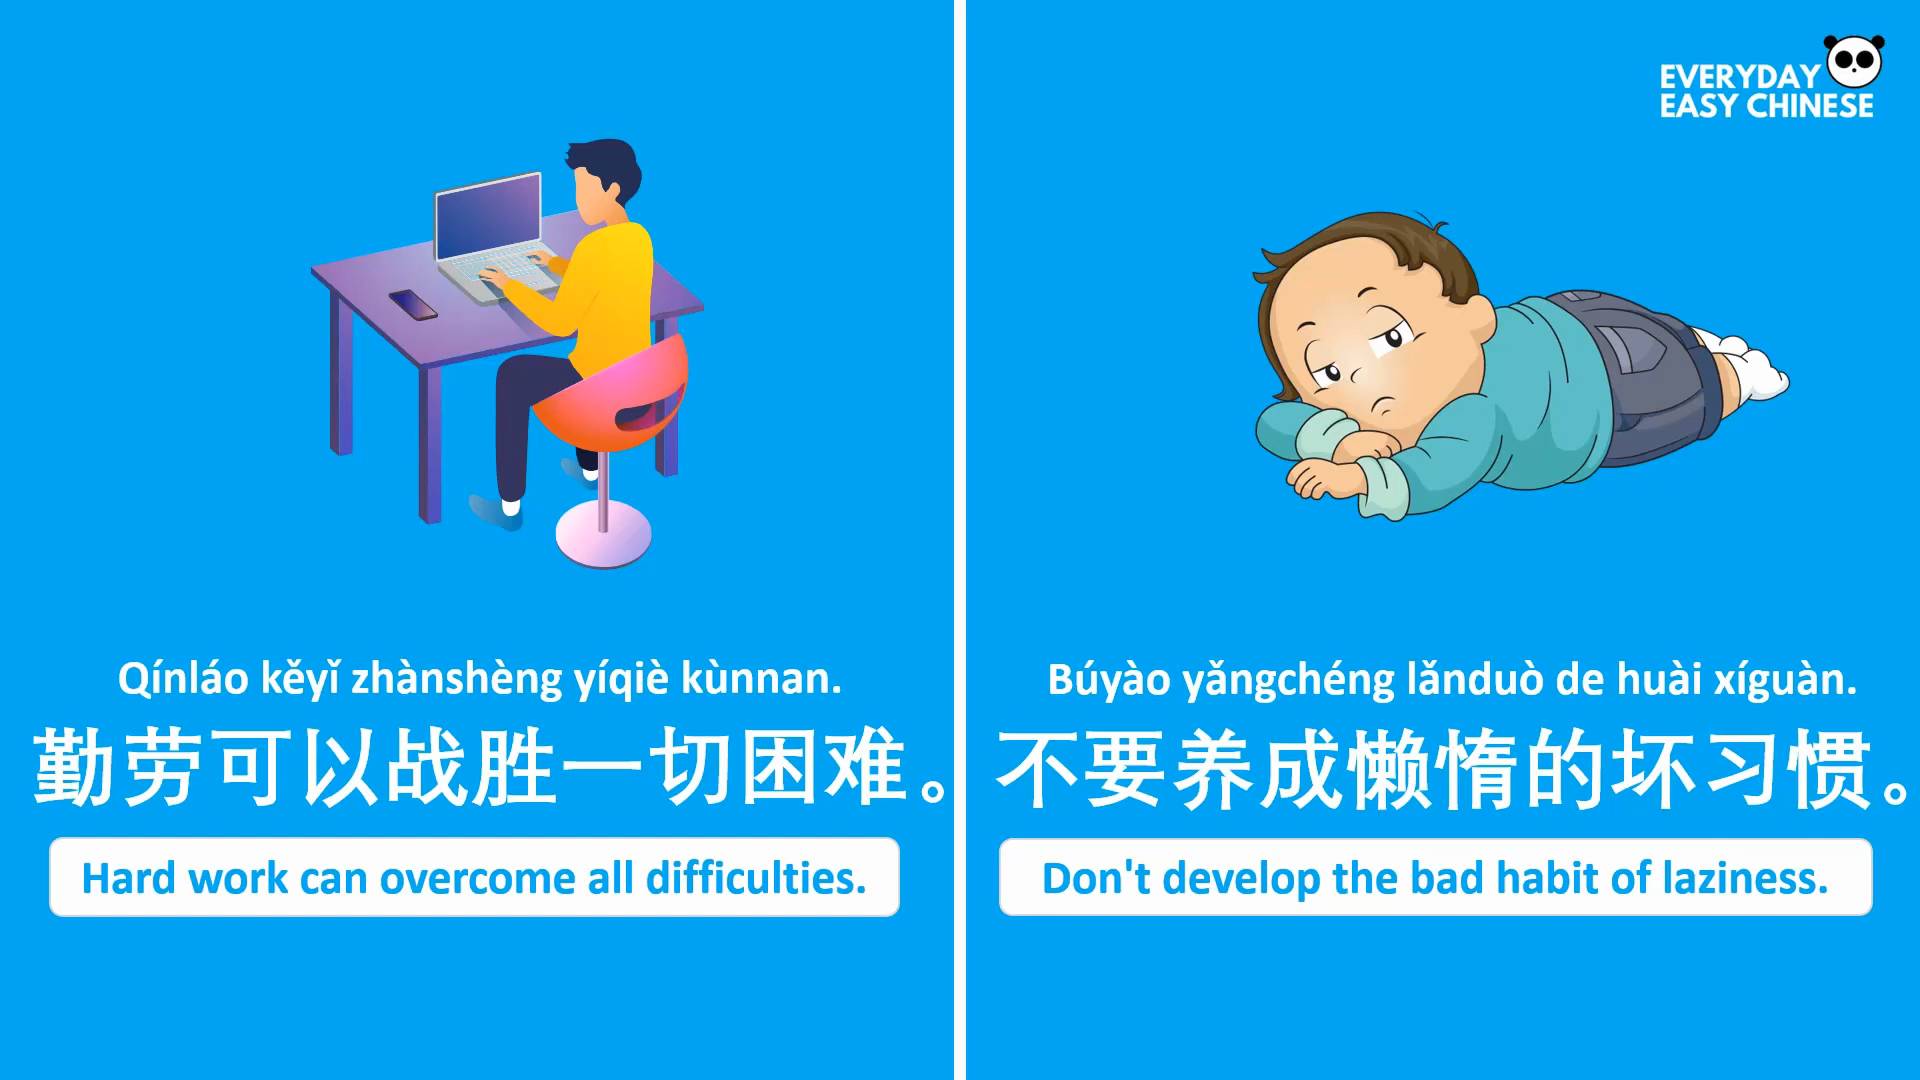 EVERYDAY
EASY CHINESE
Qínláo kěyǐ zhànshèng yíqiè kùnnan.
勤劳可以战胜一切困难。
Hard work can overcome all difficulties.
Búyào yǎngchéng lǎnduò de huài xíguàn.
不要养成懒惰的坏习惯。
Don't develop the bad habit of laziness.